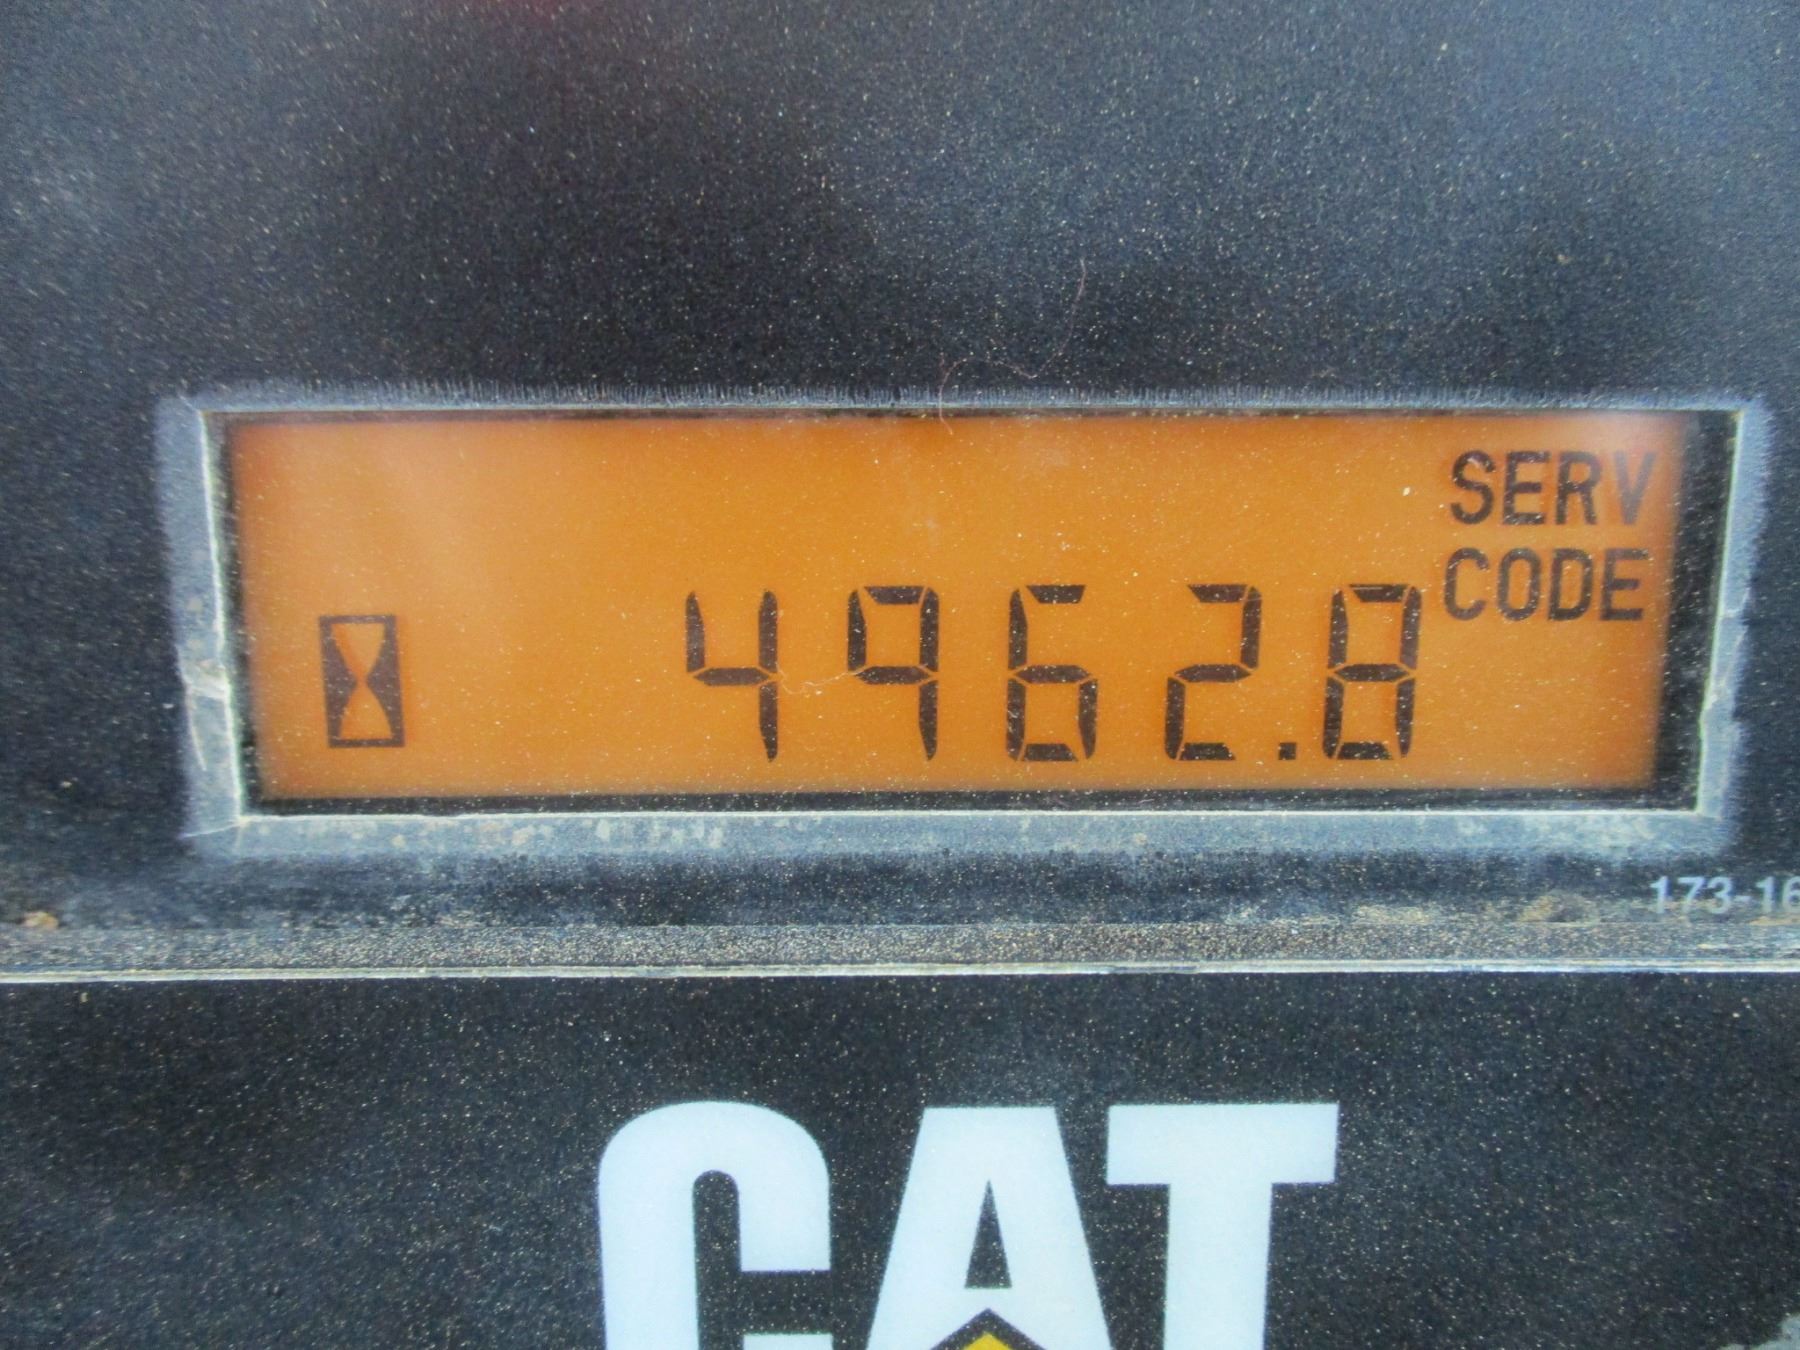 SERV
CODE
4962.8
173-16
CAT